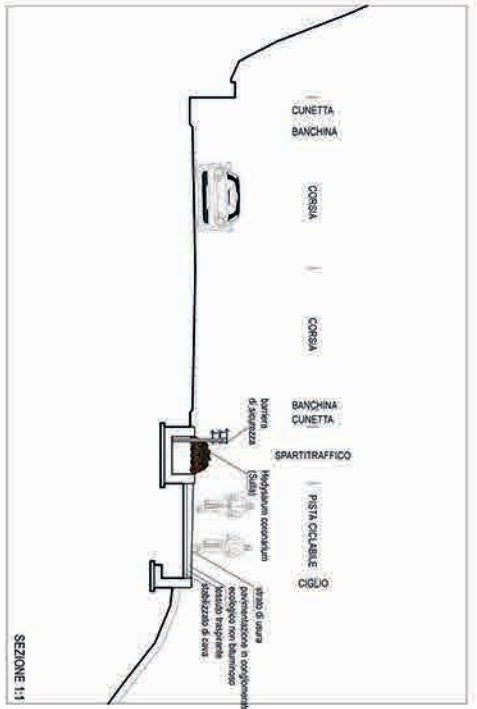 CUNETTA
BANCHINA
CORSIA
CORSIA
BANCHINA
CUNETTA
SPARTITRAFFICO
PISTA CICLABILE
CIGLIO
barriera
di sicurezza
Hedysarum coronarium
(Sulla)
strato di usura
pavimentazione in conglomerato
ecologico non bituminoso
tessuto traspirante
stabilizzato di cava
SEZIONE 1:1